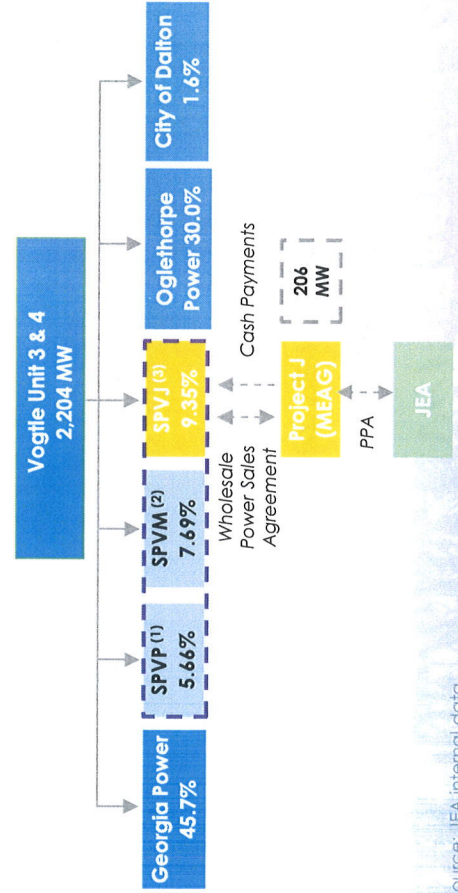 Vogtle Unit 3 & 4
2,204 MW
Georgia Power
45.7%
SPVP (1)
5.66%
SPVM (2)
7.69%
SPVJ (3)
9.35%
Oglethorpe
Power 30.0%
City of Dalton
1.6%
Wholesale
Power Sales
Agreement
Cash Payments
Project J
(MEAG)
206
MW
PPA
JEA
ource: JEA internal data